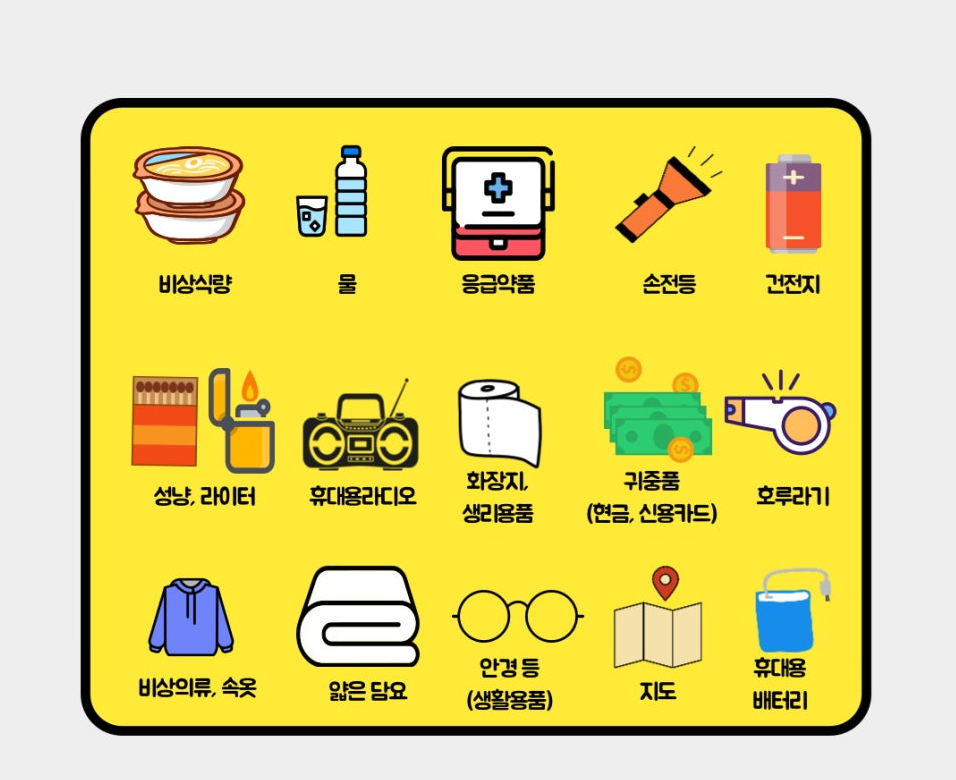 비상식량
물
응급약품
손전등
건전지
성냥, 라이터
휴대용라디오
화장지,
생리용품
귀중품
(현금, 신용카드)
호루라기
비상의류, 속옷
얇은 담요
안경 등
(생활용품)
지도
휴대용
배터리